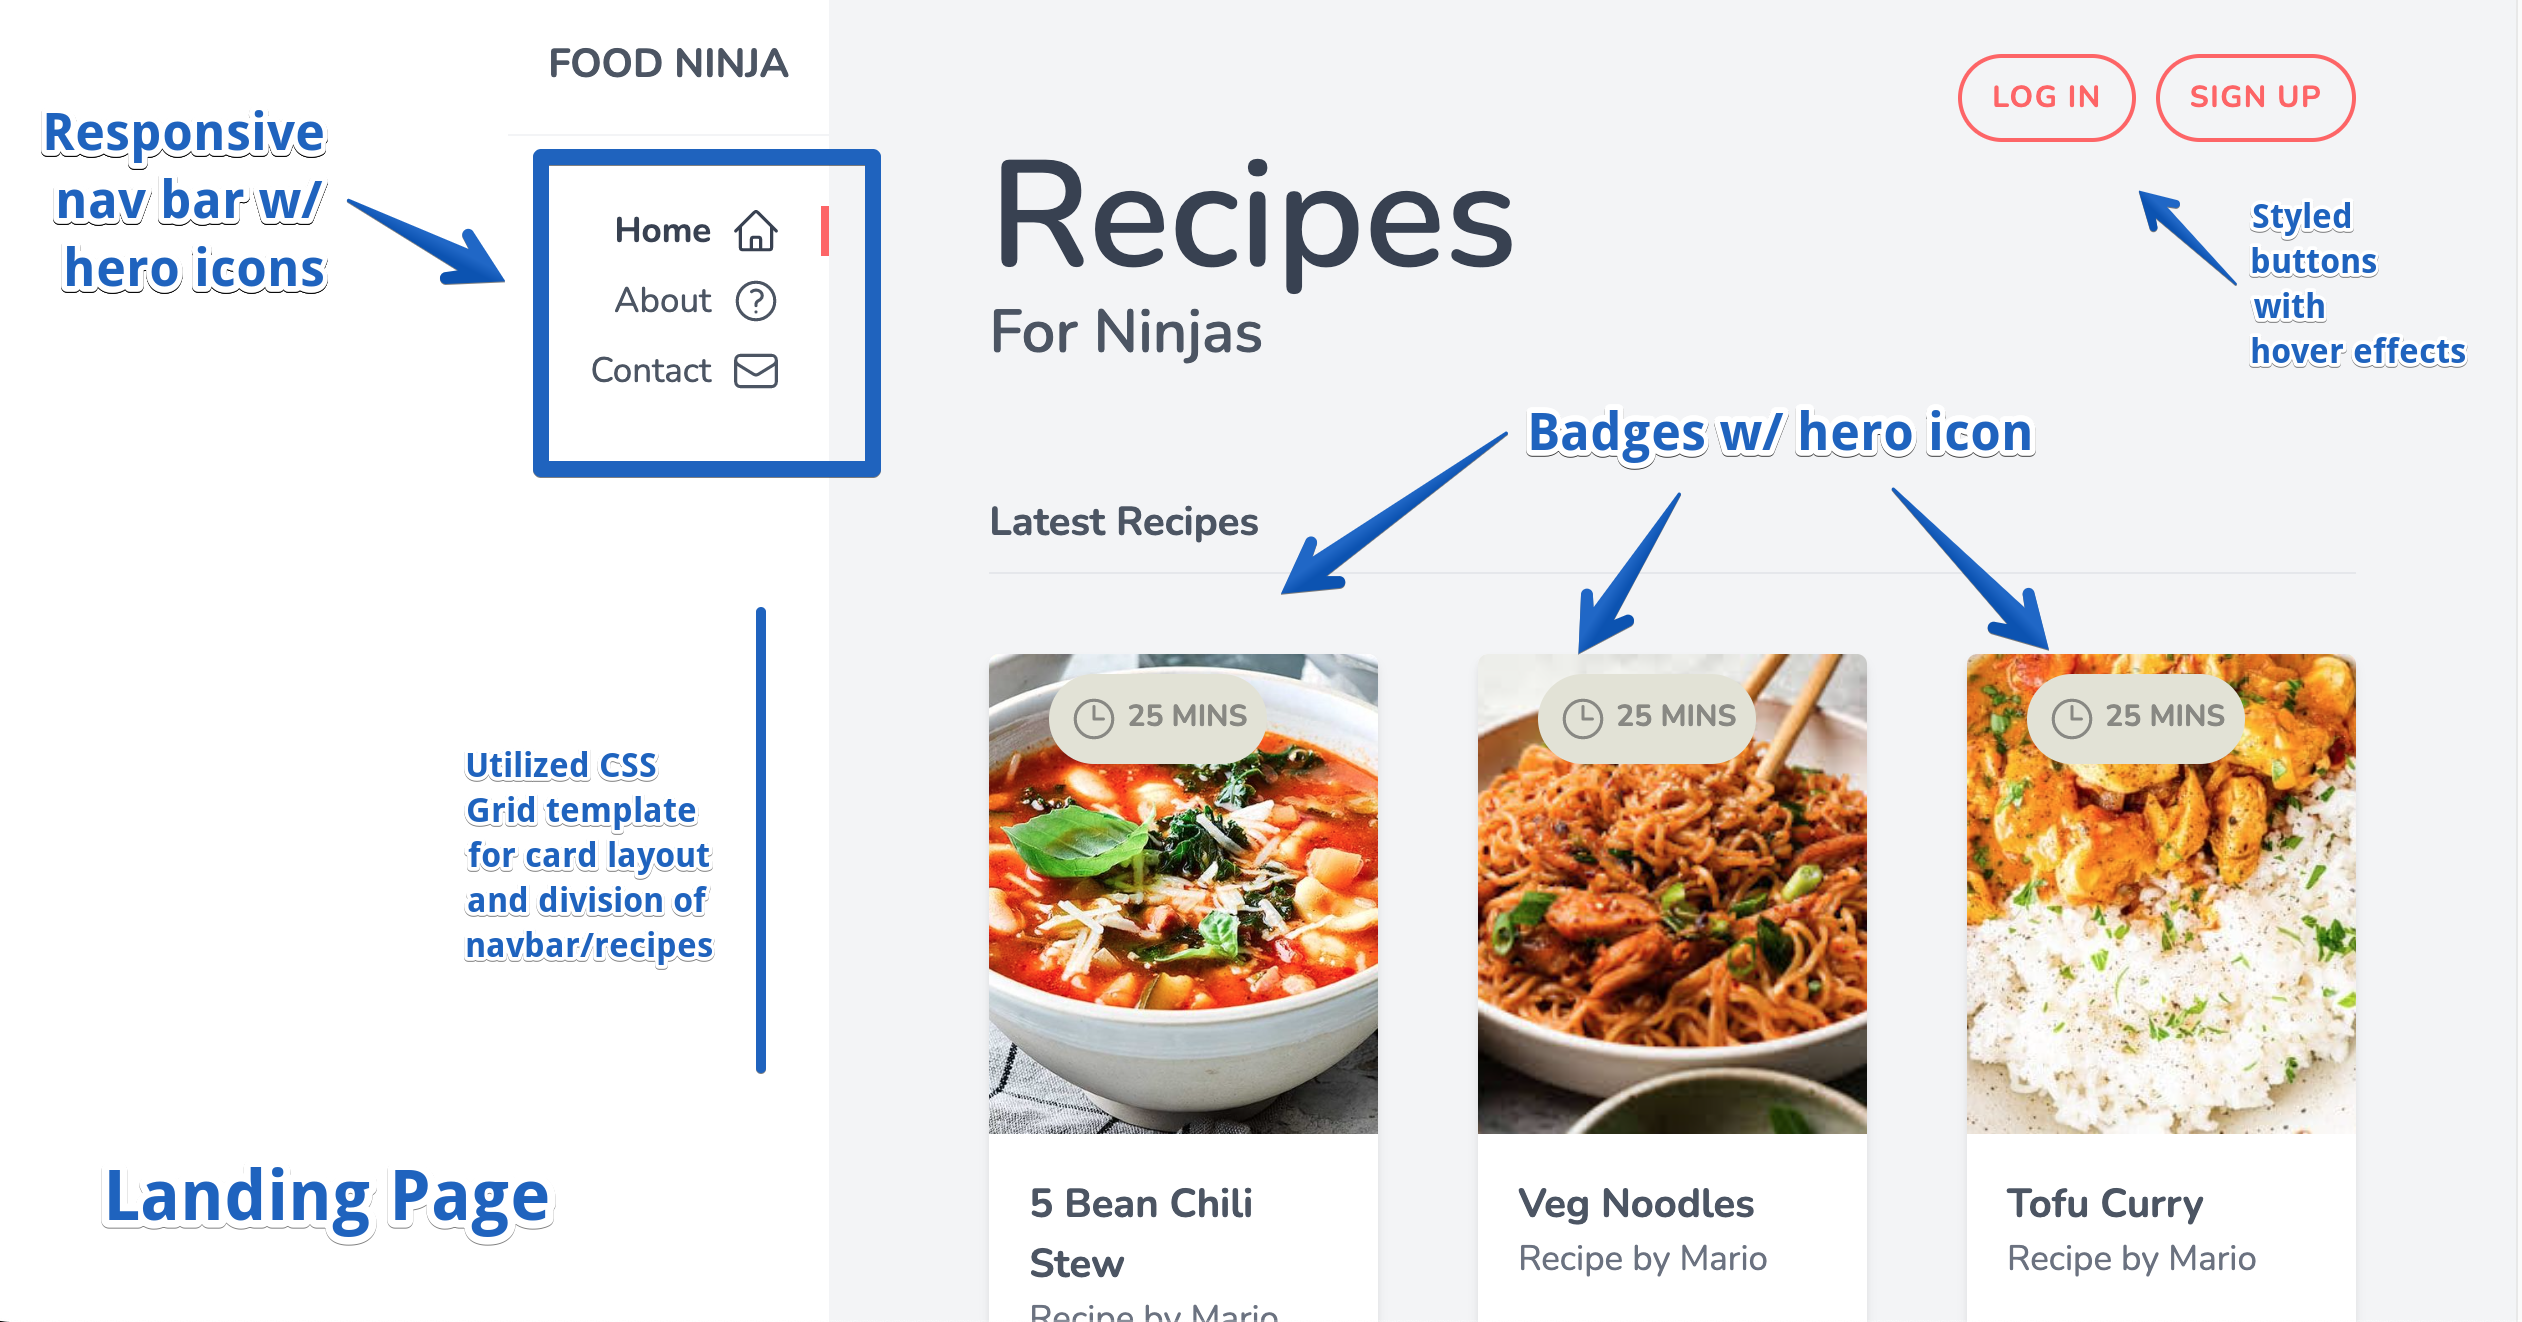 FOOD NINJA
Responsive
nav bar w/
hero icons
Home
About
Contact
LOG IN
SIGN UP
Recipes
For Ninjas
Styled
buttons
with
hover effects
Badges w/ hero icon
Latest Recipes
Utilized CSS
Grid template
for card layout
and division of
navbar/recipes
Landing Page
25 MINS
5 Bean Chili
Stew
Recipe by Mario
25 MINS
Veg Noodles
Recipe by Mario
25 MINS
Tofu Curry
Recipe by Mario